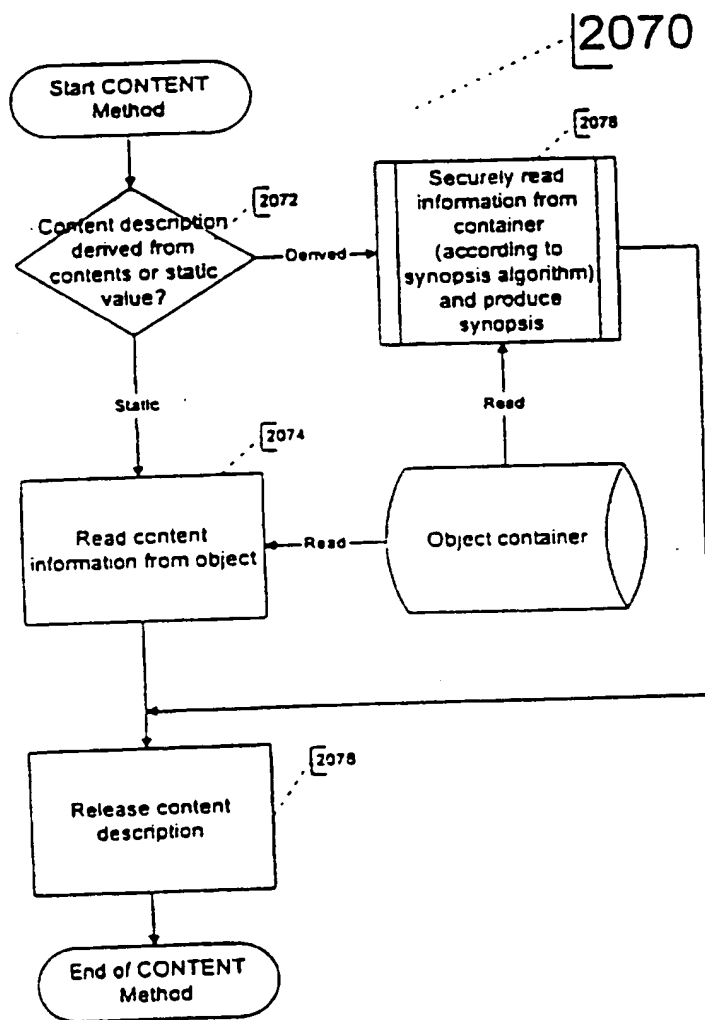 2070
Start CONTENT
Method
2078
Securely read
information from
container
(according to
synopsis algorithm)
and produce
synopsis
2072
Content description
derived from
contents or static
value?
Derived
Static
Read
2074
Read content
information from object
Read
Object container
2078
Release content
description
End of CONTENT
Method